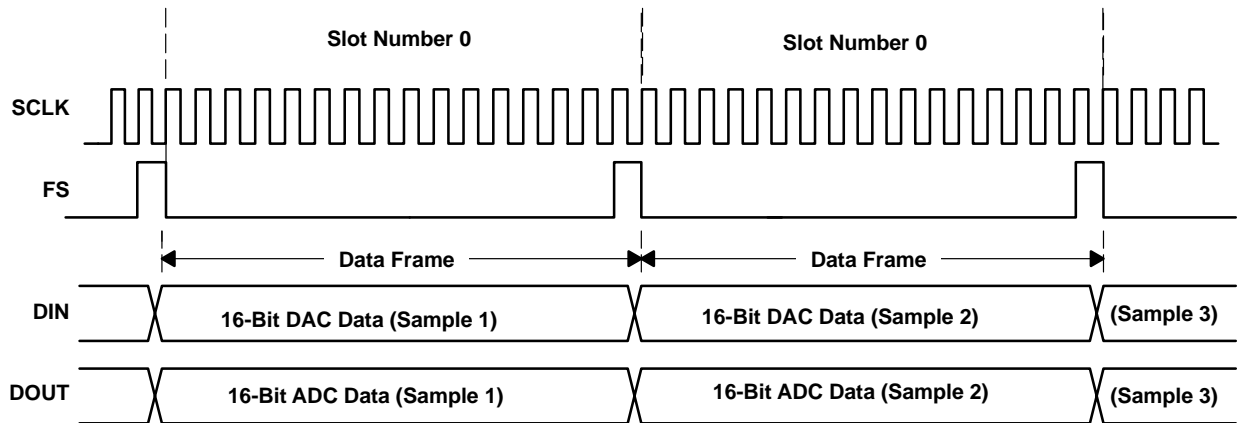 Slot Number 0
Slot Number 0
SCLK
FS
Data Frame
Data Frame
DIN
16-Bit DAC Data (Sample 1)
16-Bit DAC Data (Sample 2)
(Sample 3)
DOUT
16-Bit ADC Data (Sample 1)
16-Bit ADC Data (Sample 2)
(Sample 3)